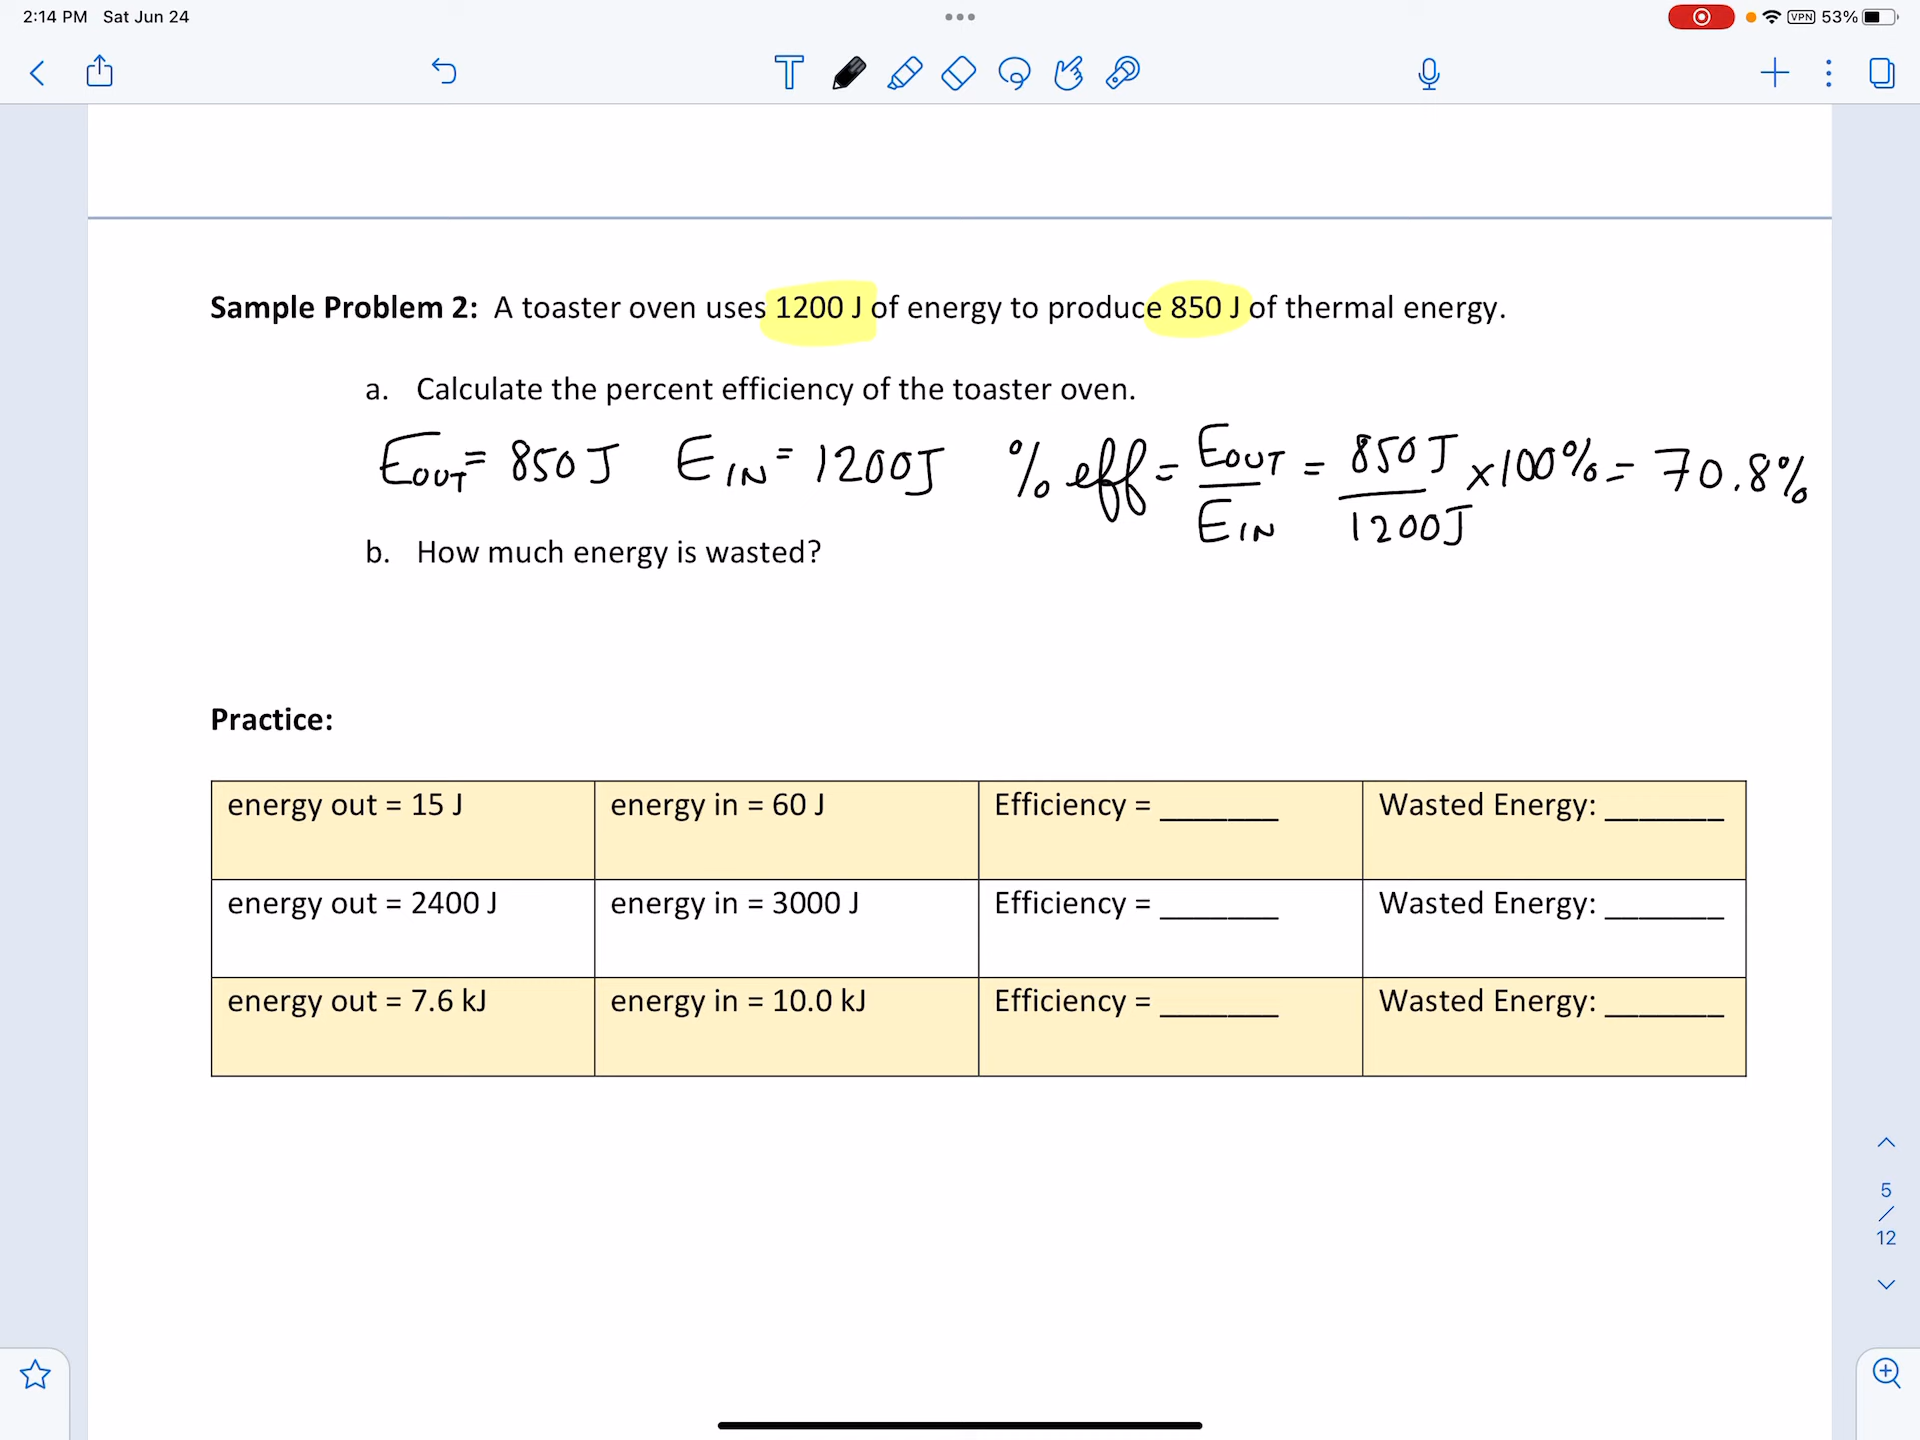 2:14 PM Sat Jun 24
VPN 53%
Sample Problem 2: A toaster oven uses 1200 J of energy to produce 850 J of thermal energy.
a. Calculate the percent efficiency of the toaster oven.
EOUT = 850 J EIN = 1200J % eff = EOUT / EIN = 850 J / 1200J x100% = 70.8%
b. How much energy is wasted?
Practice:
energy out = 15 J energy in = 60 J Efficiency = _______ Wasted Energy: _______
energy out = 2400 J energy in = 3000 J Efficiency = _______ Wasted Energy: _______
energy out = 7.6 kJ energy in = 10.0 kJ Efficiency = _______ Wasted Energy: _______
5
/
12